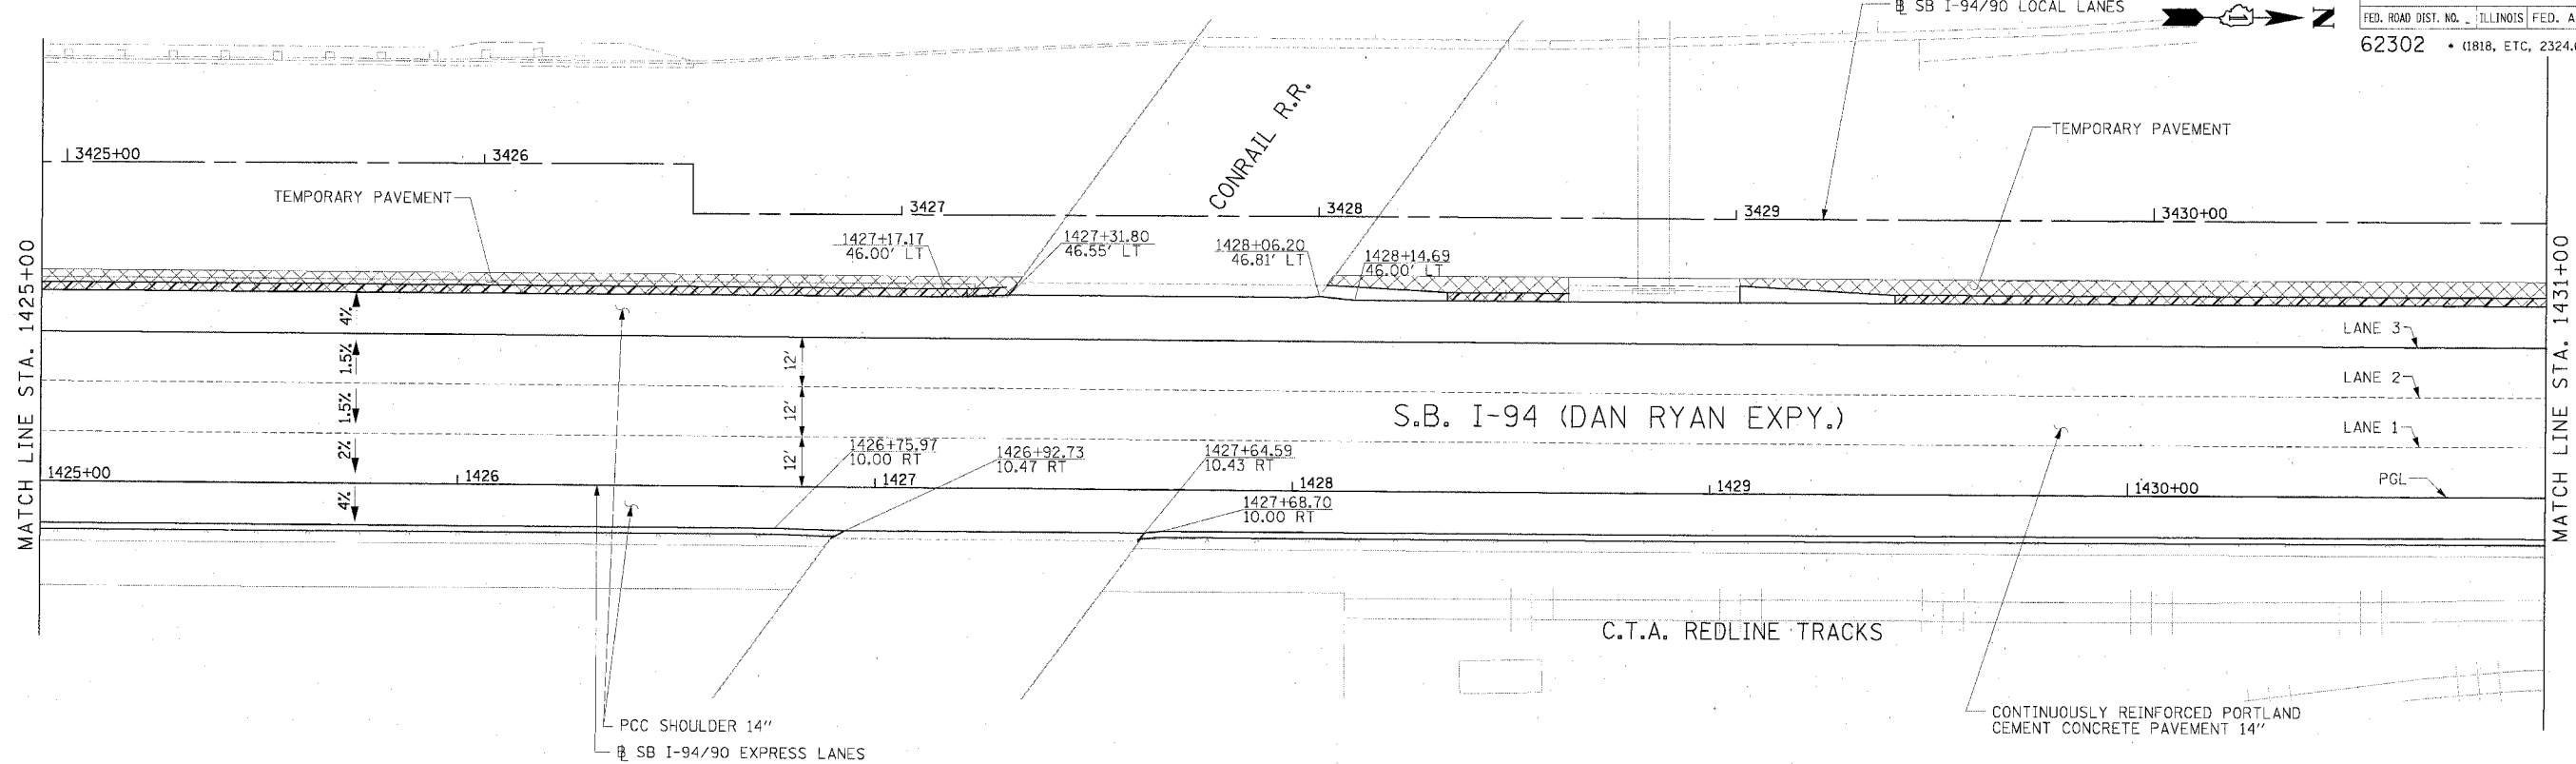 SB I-94/90 LOCAL LANES
N
FED. ROAD DIST. NO. _ ILLINOIS FED. A
62302 • (1818, ETC, 2324.
CONRAIL R.R.
TEMPORARY PAVEMENT
3425+00
3426
TEMPORARY PAVEMENT
3427
3428
3429
3430+00
1427+17.17
46.00' LT
1427+31.80
46.55' LT
1428+06.20
46.81' LT
1428+14.69
46.00' LT
MATCH LINE STA. 1425+00
MATCH LINE STA. 1431+00
4%
1.5%
1.5%
2%
4%
12'
12'
12'
LANE 3
LANE 2
LANE 1
PGL
S.B. I-94 (DAN RYAN EXPY.)
1426+75.97
10.00 RT
1426+92.73
10.47 RT
1427+64.59
10.43 RT
1427+68.70
10.00 RT
1425+00
1426
1427
1428
1429
1430+00
C.T.A. REDLINE TRACKS
PCC SHOULDER 14"
SB I-94/90 EXPRESS LANES
CONTINUOUSLY REINFORCED PORTLAND
CEMENT CONCRETE PAVEMENT 14"